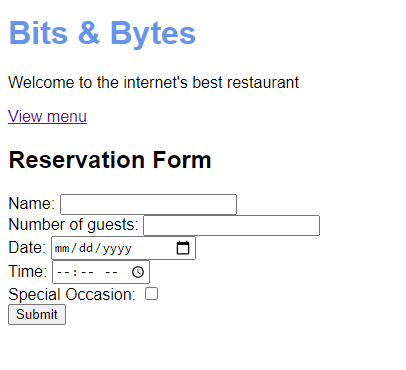 Bits & Bytes
Welcome to the internet's best restaurant
View menu
Reservation Form
Name:
Number of guests:
Date: mm/dd/yyyy
Time: --:-- --
Special Occasion:
Submit